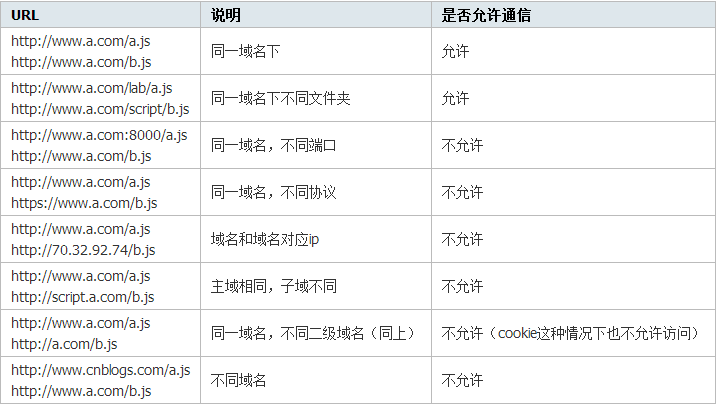 URL 说明 是否允许通信
http://www.a.com/a.js
http://www.a.com/b.js
同一域名下 允许
http://www.a.com/lab/a.js
http://www.a.com/script/b.js
同一域名下不同文件夹 允许
http://www.a.com:8000/a.js
http://www.a.com/b.js
同一域名，不同端口 不允许
http://www.a.com/a.js
https://www.a.com/b.js
同一域名，不同协议 不允许
http://www.a.com/a.js
http://70.32.92.74/b.js
域名和域名对应ip 不允许
http://www.a.com/a.js
http://script.a.com/b.js
主域相同，子域不同 不允许
http://www.a.com/a.js
http://a.com/b.js
同一域名，不同二级域名（同上） 不允许（cookie这种情况下也不允许访问）
http://www.cnblogs.com/a.js
http://www.a.com/b.js
不同域名 不允许